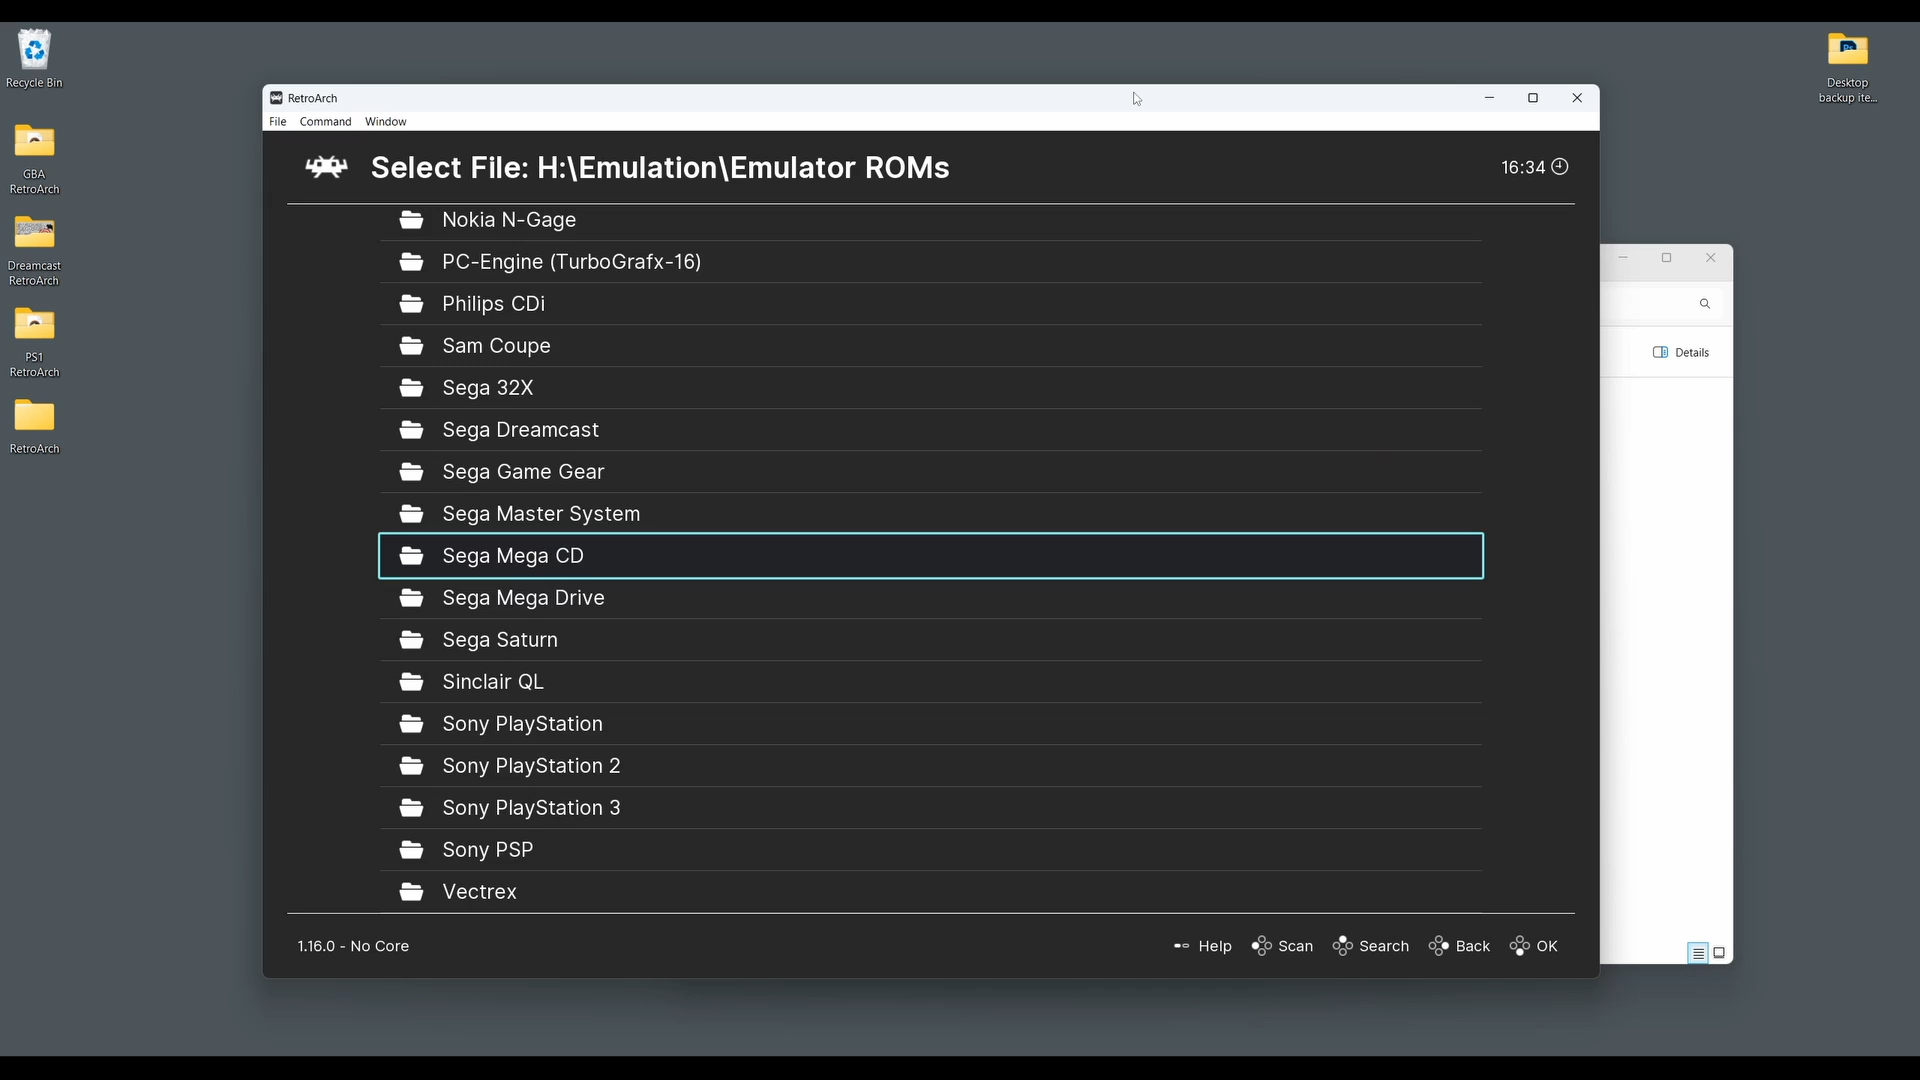 Recycle Bin
GBA
RetroArch
Dreamcast
RetroArch
PS1
RetroArch
RetroArch
Desktop
backup ite...
RetroArch
File Command Window
Select File: H:\Emulation\Emulator ROMs
16:34
Nokia N-Gage
PC-Engine (TurboGrafx-16)
Philips CDi
Sam Coupe
Sega 32X
Sega Dreamcast
Sega Game Gear
Sega Master System
Sega Mega CD
Sega Mega Drive
Sega Saturn
Sinclair QL
Sony PlayStation
Sony PlayStation 2
Sony PlayStation 3
Sony PSP
Vectrex
1.16.0 - No Core
Help Scan Search Back OK
Details
Ps